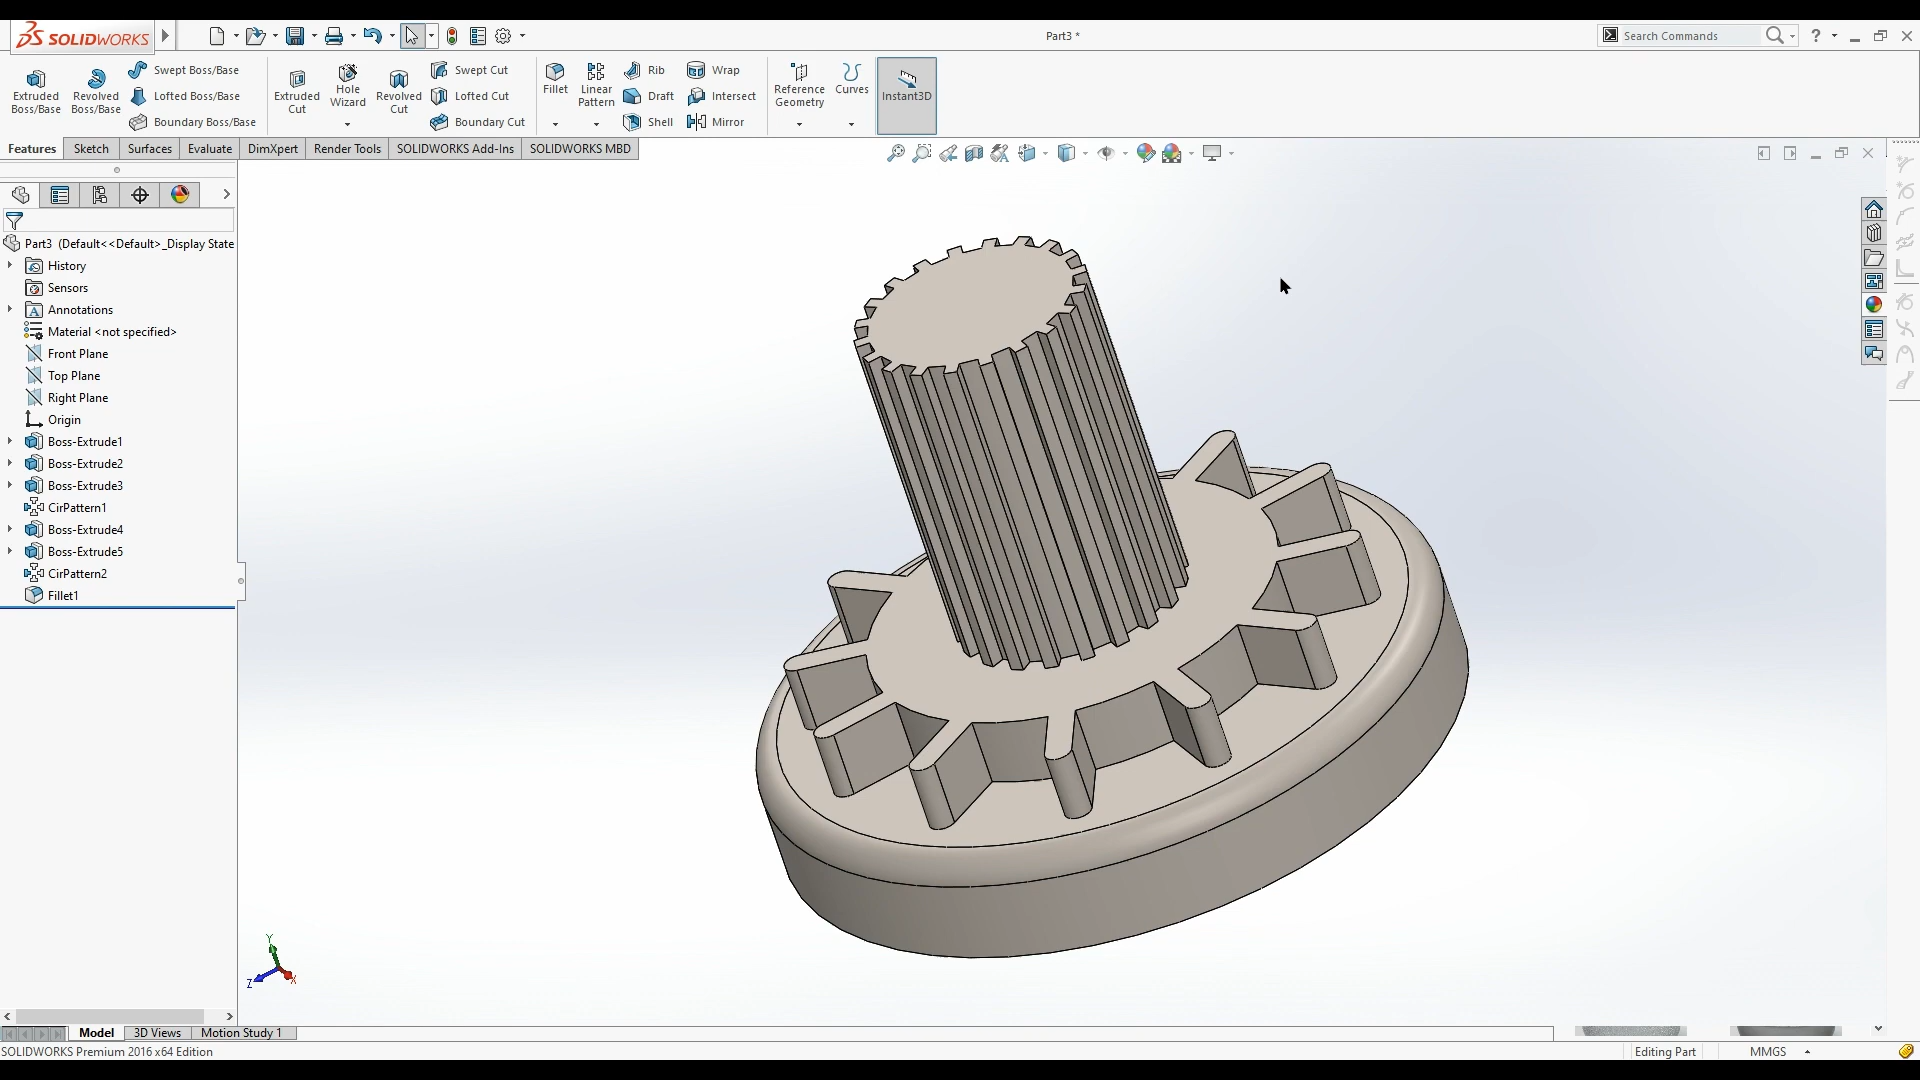 SOLIDWORKS
Part3 *
Search Commands
?
Extruded Boss/Base
Revolved Boss/Base
Swept Boss/Base
Lofted Boss/Base
Boundary Boss/Base
Extruded Cut
Hole Wizard
Revolved Cut
Swept Cut
Lofted Cut
Boundary Cut
Fillet
Linear Pattern
Rib
Draft
Shell
Wrap
Intersect
Mirror
Reference Geometry
Curves
Instant3D
Features
Sketch
Surfaces
Evaluate
DimXpert
Render Tools
SOLIDWORKS Add-Ins
SOLIDWORKS MBD
Part3 (Default<<Default>_Display State
History
Sensors
Annotations
Material <not specified>
Front Plane
Top Plane
Right Plane
Origin
Boss-Extrude1
Boss-Extrude2
Boss-Extrude3
CirPattern1
Boss-Extrude4
Boss-Extrude5
CirPattern2
Fillet1
Y
Z
X
Model
3D Views
Motion Study 1
SOLIDWORKS Premium 2016 x64 Edition
Editing Part
MMGS